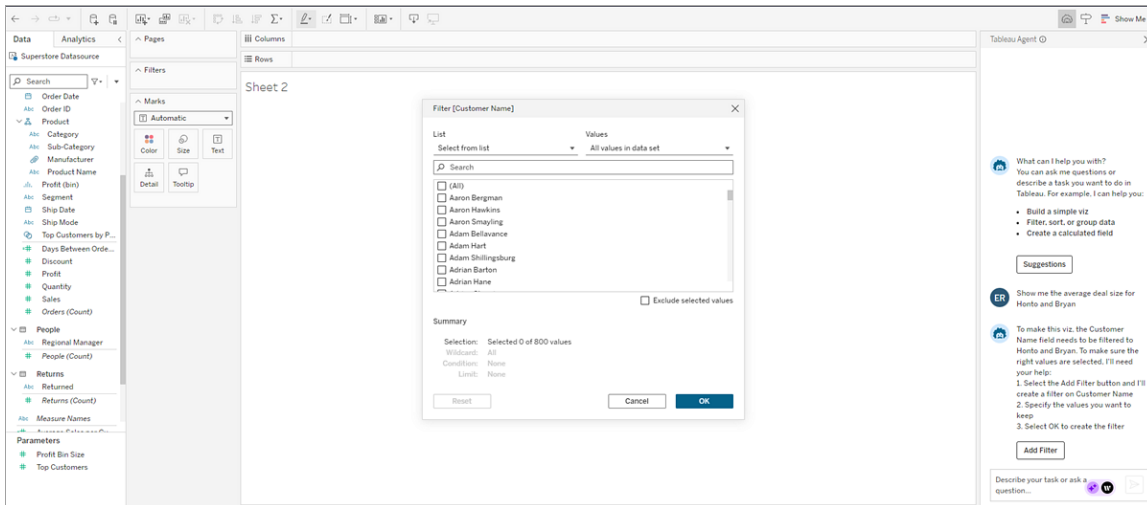 Show Me
Data
Analytics
Superstore Datasource
Search
Order Date
Abc Order ID
Product
Abc Category
Abc Sub-Category
Manufacturer
Abc Product Name
Profit (bin)
Abc Segment
Ship Date
Abc Ship Mode
Top Customers by P...
Days Between Orde...
Discount
Profit
Quantity
Sales
Orders (Count)
People
Abc Regional Manager
People (Count)
Returns
Abc Returned
Returns (Count)
Abc Measure Names
Parameters
Profit Bin Size
Top Customers
Pages
Filters
Marks
Automatic
Color
Size
Text
Detail
Tooltip
Columns
Rows
Sheet 2
Filter [Customer Name]
List
Values
Select from list
All values in data set
Search
(All)
Aaron Bergman
Aaron Hawkins
Aaron Smayling
Adam Bellavance
Adam Hart
Adam Shillingsburg
Adrian Barton
Adrian Hane
Exclude selected values
Summary
Selection: Selected 0 of 800 values
Wildcard: All
Condition: None
Limit: None
Reset
Cancel
OK
Tableau Agent
What can I help you with?
You can ask me questions or
describe a task you want to do in
Tableau. For example, I can help you:
• Build a simple viz
• Filter, sort, or group data
• Create a calculated field
Suggestions
ER
Show me the average deal size for
Honto and Bryan
To make this viz, the Customer
Name field needs to be filtered to
Honto and Bryan. To make sure the
right values are selected, I'll need
your help:
1. Select the Add Filter button and I'll
create a filter on Customer Name
2. Specify the values you want to
keep
3. Select OK to create the filter
Add Filter
Describe your task or ask a
question...